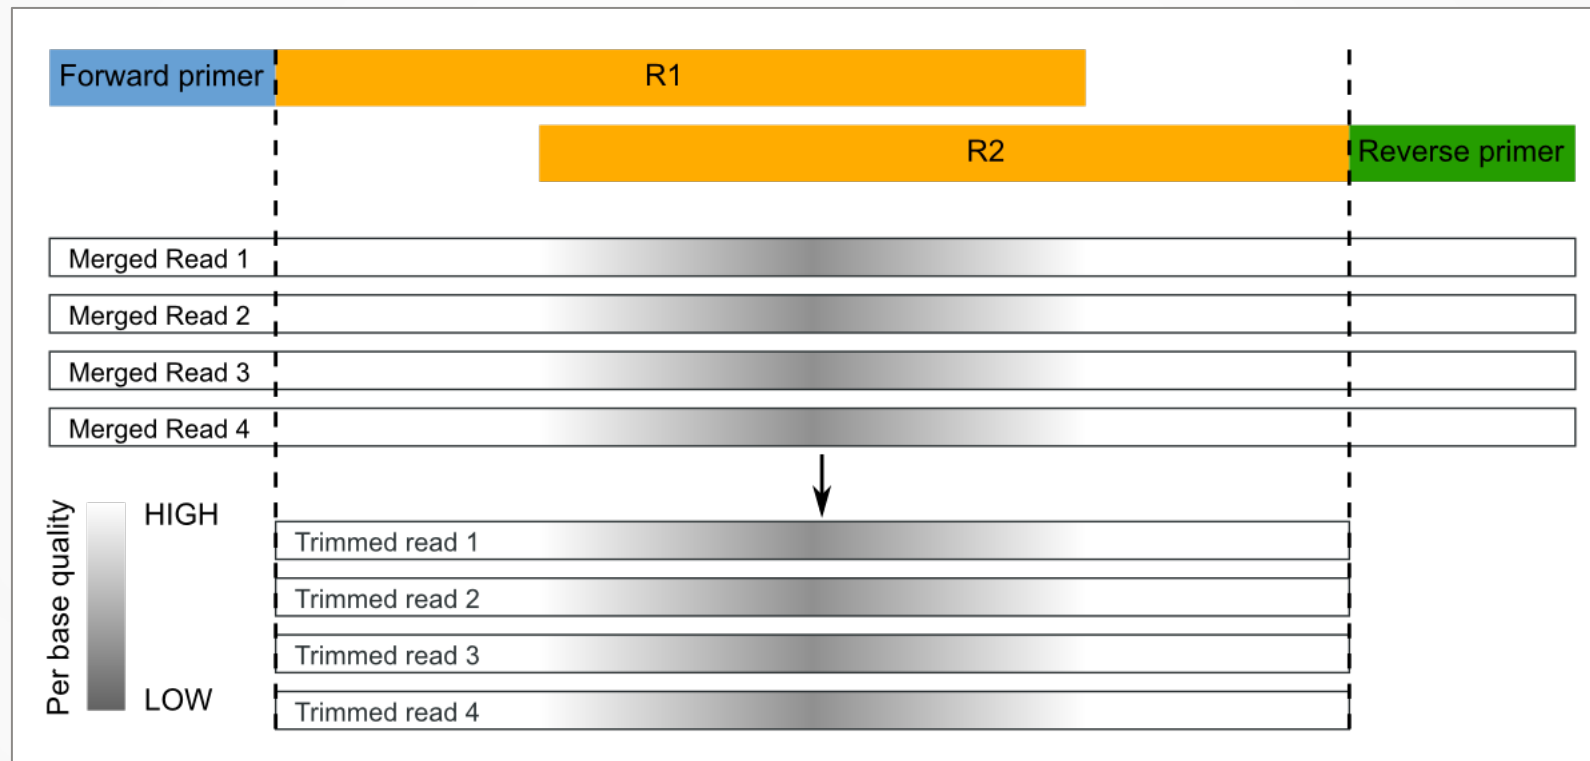 Forward primer
R1
R2
Reverse primer
Merged Read 1
Merged Read 2
Merged Read 3
Merged Read 4
Per base quality
HIGH
LOW
Trimmed read 1
Trimmed read 2
Trimmed read 3
Trimmed read 4